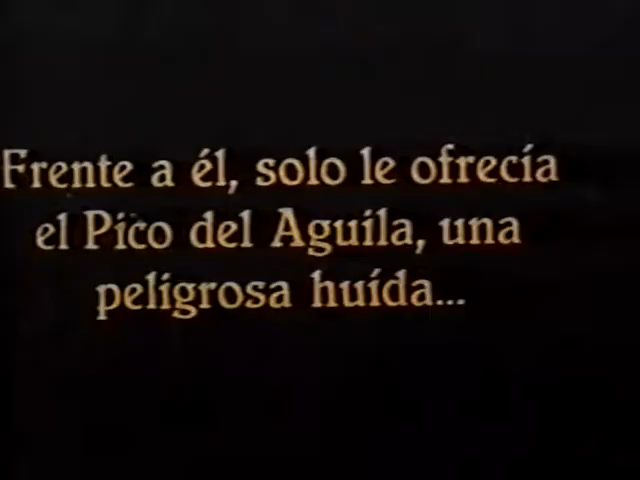 Frente a él, solo le ofrecía
el Pico del Aguila, una
peligrosa huída...